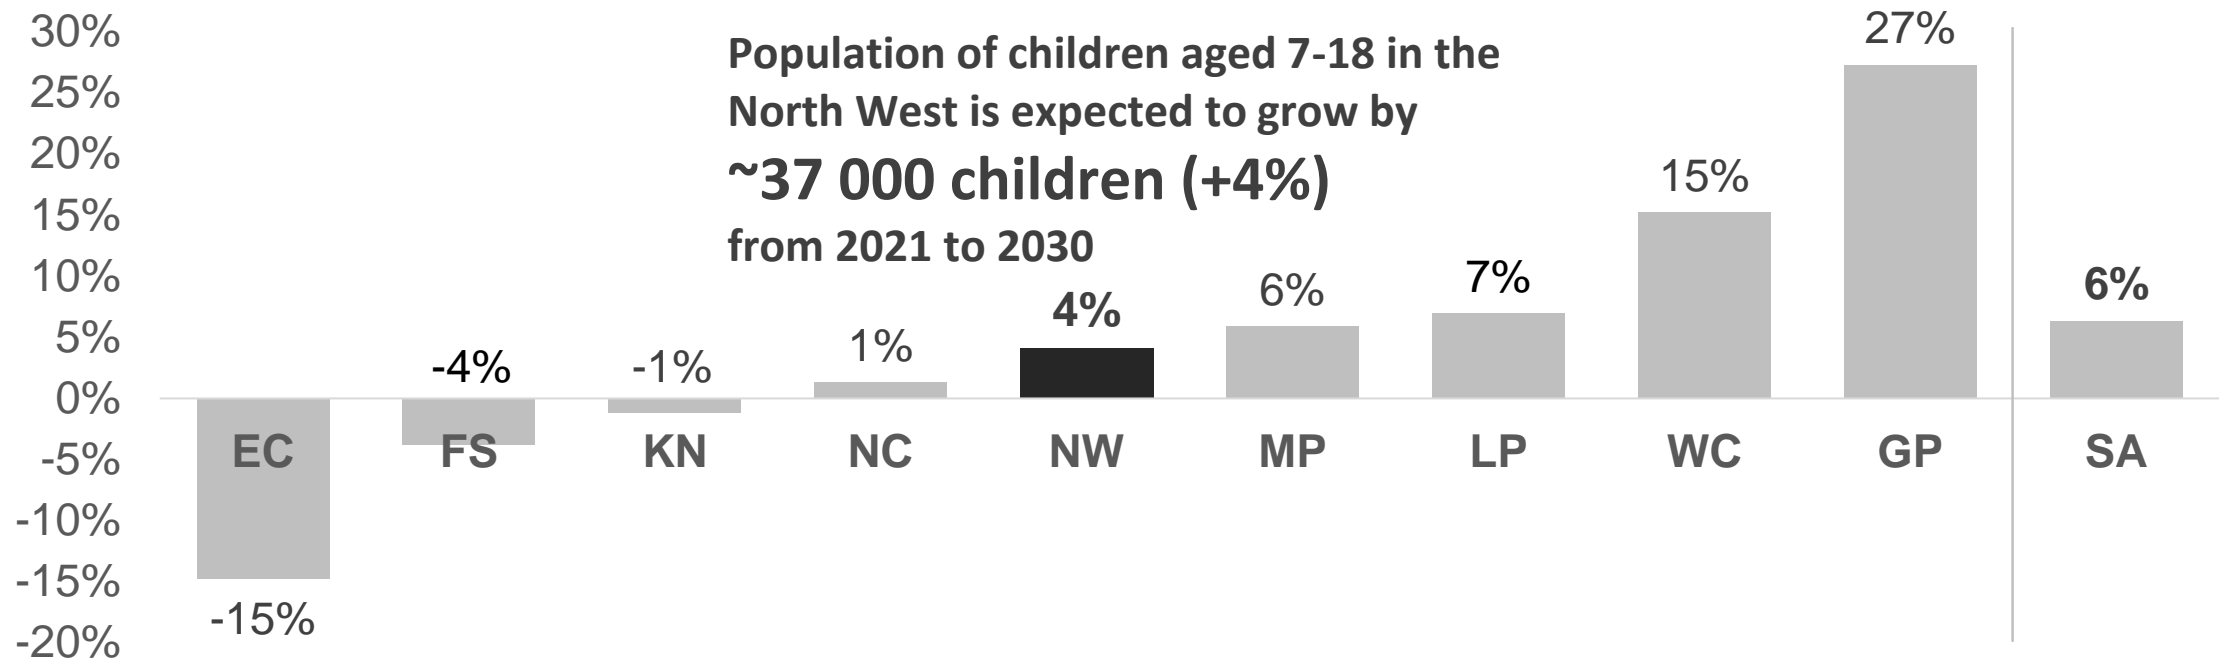 30%
25%
20%
15%
10%
5%
0%
-5%
-10%
-15%
-20%
Population of children aged 7-18 in the
North West is expected to grow by
~37 000 children (+4%)
from 2021 to 2030
-15%
-4%
-1%
1%
4%
6%
7%
15%
27%
6%
EC
FS
KN
NC
NW
MP
LP
WC
GP
SA